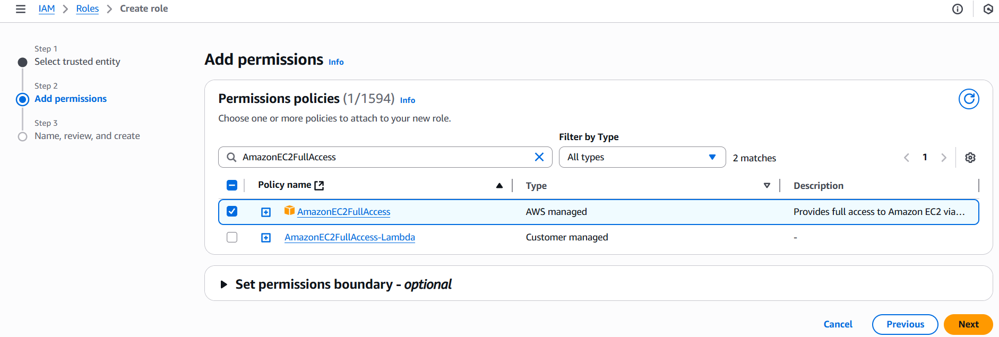 IAM > Roles > Create role
Step 1
Select trusted entity
Step 2
Add permissions
Step 3
Name, review, and create
Add permissions Info
Permissions policies (1/1594) Info
Choose one or more policies to attach to your new role.
Filter by Type
AmazonEC2FullAccess All types 2 matches 1
Policy name Type Description
AmazonEC2FullAccess AWS managed Provides full access to Amazon EC2 via…
AmazonEC2FullAccess-Lambda Customer managed -
Set permissions boundary - optional
Cancel Previous Next